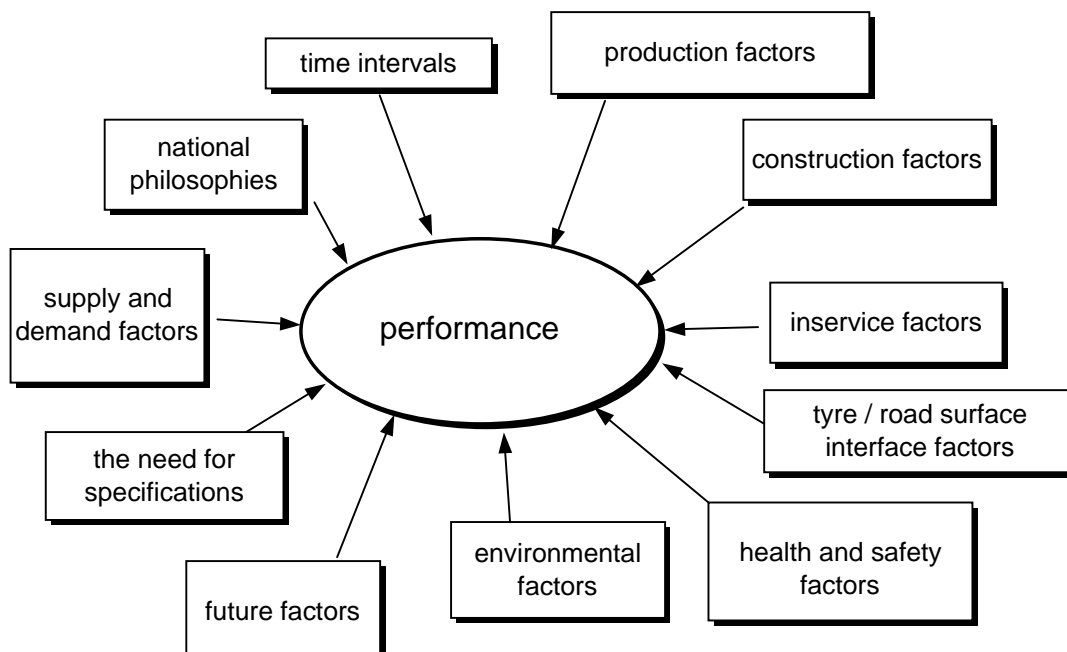 time intervals
production factors
national
philosophies
construction factors
supply and
demand factors
performance
inservice factors
tyre / road surface
interface factors
the need for
specifications
environmental
factors
health and safety
factors
future factors